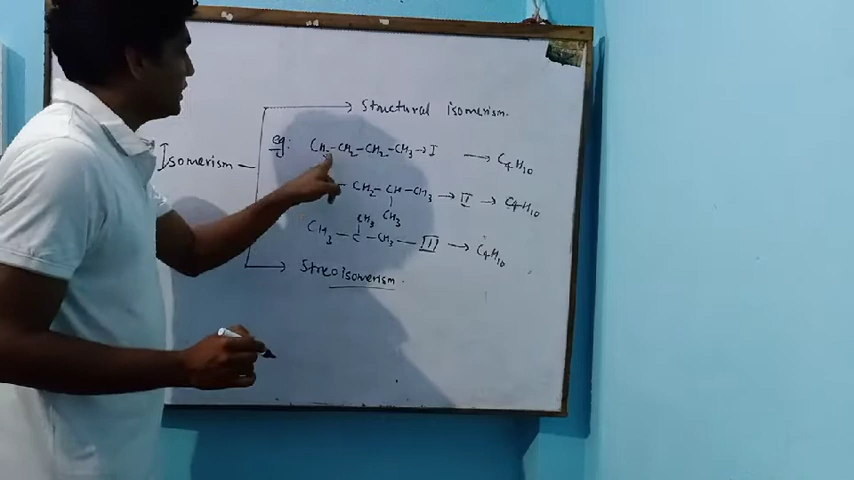 Structural isomerism.
eg: CH3-CH2-CH2-CH3→I → C4H10
Isomerism
CH2-CH-CH3→II → C4H10
CH3
CH3
CH3-C-CH3-III → C4H10
Streoisomerism.